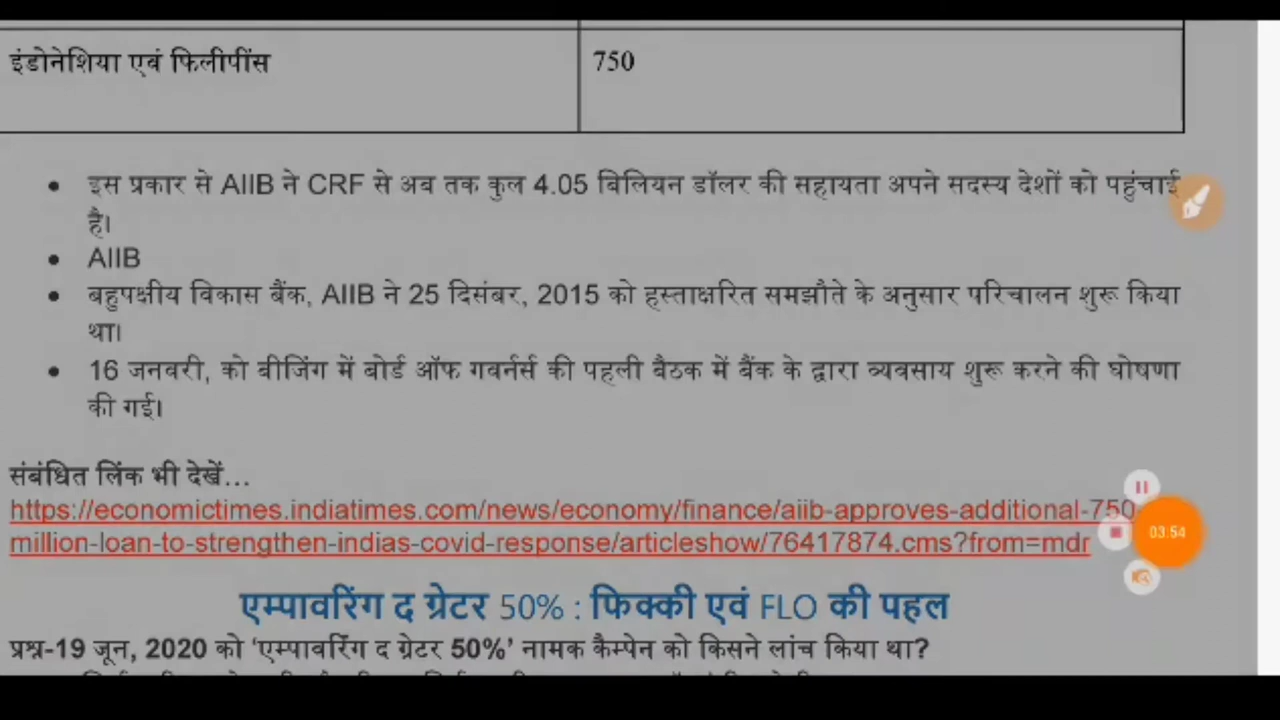 इंडोनेशिया एवं फिलीपींस 750
• इस प्रकार से AIIB ने CRF से अब तक कुल 4.05 बिलियन डॉलर की सहायता अपने सदस्य देशों को पहुंचाई
है।
• AIIB
• बहुपक्षीय विकास बैंक, AIIB ने 25 दिसंबर, 2015 को हस्ताक्षरित समझौते के अनुसार परिचालन शुरू किया
था।
• 16 जनवरी, को बीजिंग में बोर्ड ऑफ गवर्नर्स की पहली बैठक में बैंक के द्वारा व्यवसाय शुरू करने की घोषणा
की गई।
संबंधित लिंक भी देखें...
https://economictimes.indiatimes.com/news/economy/finance/aiib-approves-additional-750-
million-loan-to-strengthen-indias-covid-response/articleshow/76417874.cms?from=mdr
03:54
एम्पावरिंग द ग्रेटर 50% : फिक्की एवं FLO की पहल
प्रश्न-19 जून, 2020 को ‘एम्पावरिंग द ग्रेटर 50%’ नामक कैम्पेन को किसने लांच किया था?